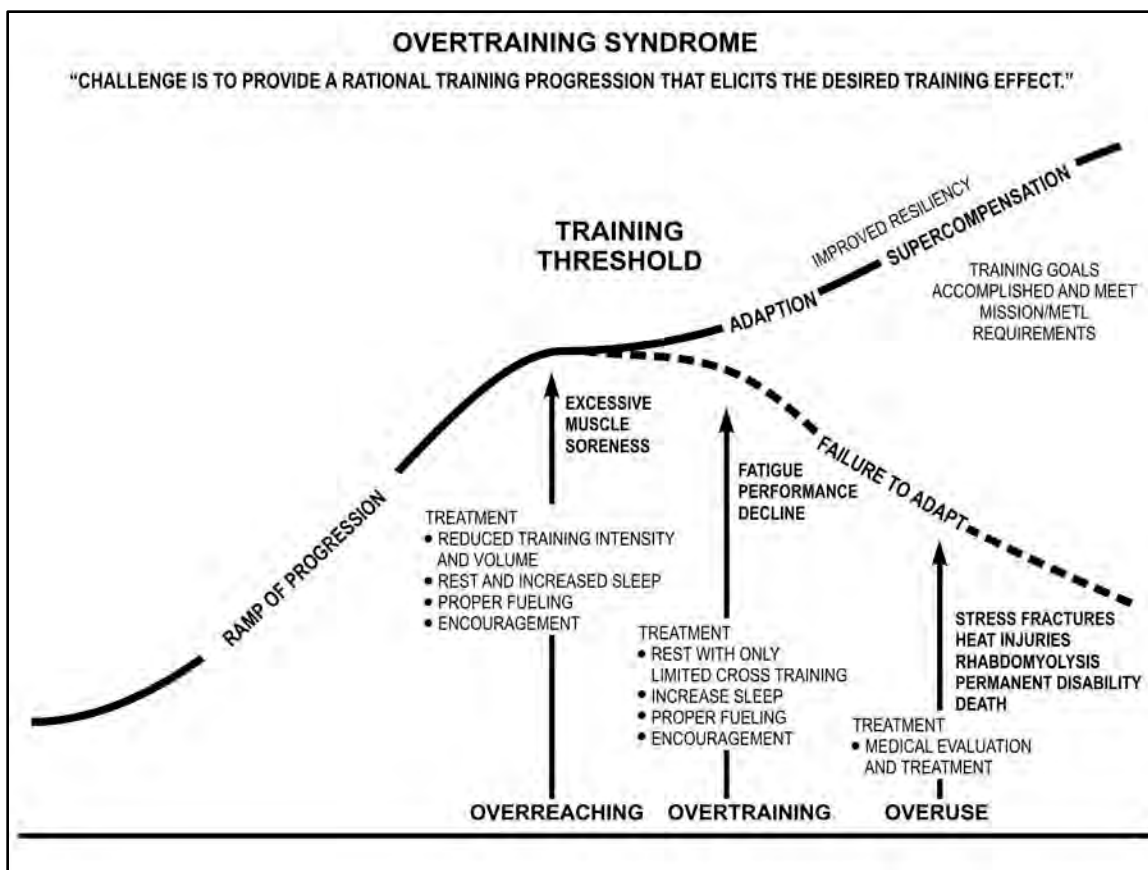 OVERTRAINING SYNDROME
“CHALLENGE IS TO PROVIDE A RATIONAL TRAINING PROGRESSION THAT ELICITS THE DESIRED TRAINING EFFECT.”
RAMP OF PROGRESSION
TRAINING
THRESHOLD
ADAPTION
IMPROVED RESILIENCY
SUPERCOMPENSATION
TRAINING GOALS
ACCOMPLISHED AND MEET
MISSION/METL
REQUIREMENTS
FAILURE TO ADAPT
EXCESSIVE
MUSCLE
SORENESS
TREATMENT
• REDUCED TRAINING INTENSITY
AND VOLUME
• REST AND INCREASED SLEEP
• PROPER FUELING
• ENCOURAGEMENT
OVERREACHING
FATIGUE
PERFORMANCE
DECLINE
TREATMENT
• REST WITH ONLY
LIMITED CROSS TRAINING
• INCREASE SLEEP
• PROPER FUELING
• ENCOURAGEMENT
OVERTRAINING
STRESS FRACTURES
HEAT INJURIES
RHABDOMYOLYSIS
PERMANENT DISABILITY
DEATH
TREATMENT
• MEDICAL EVALUATION
AND TREATMENT
OVERUSE